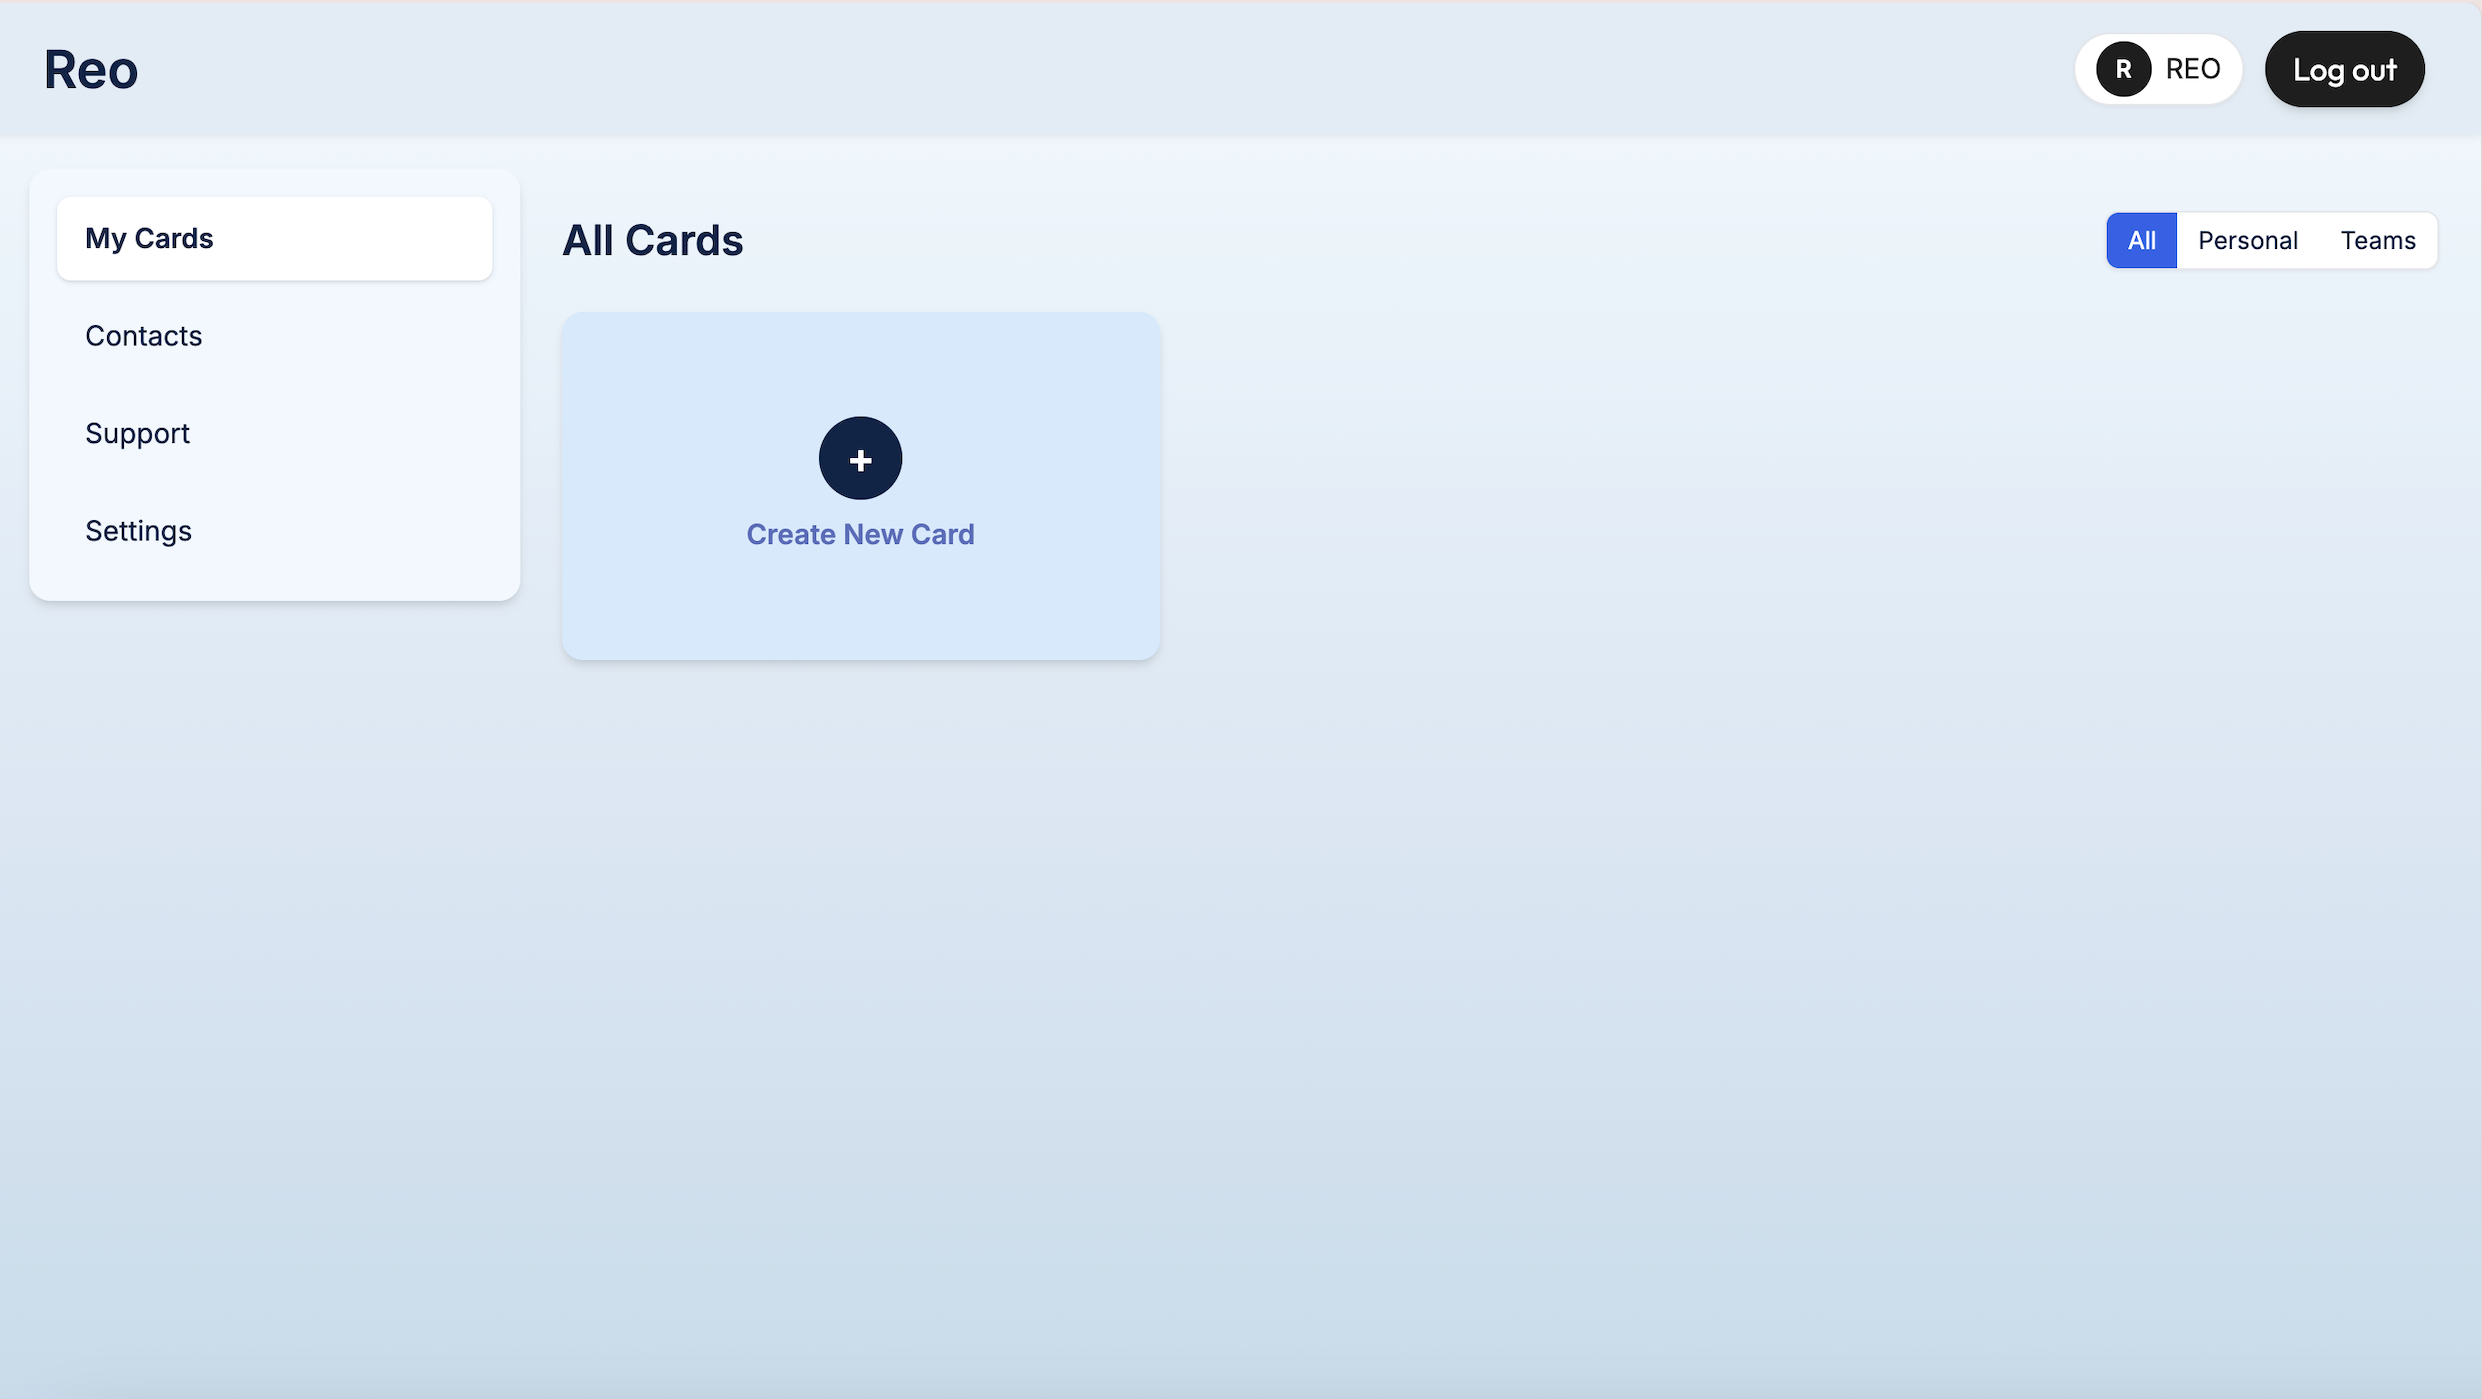 Reo
R REO
Log out
My Cards
Contacts
Support
Settings
All Cards
All Personal Teams
+
Create New Card